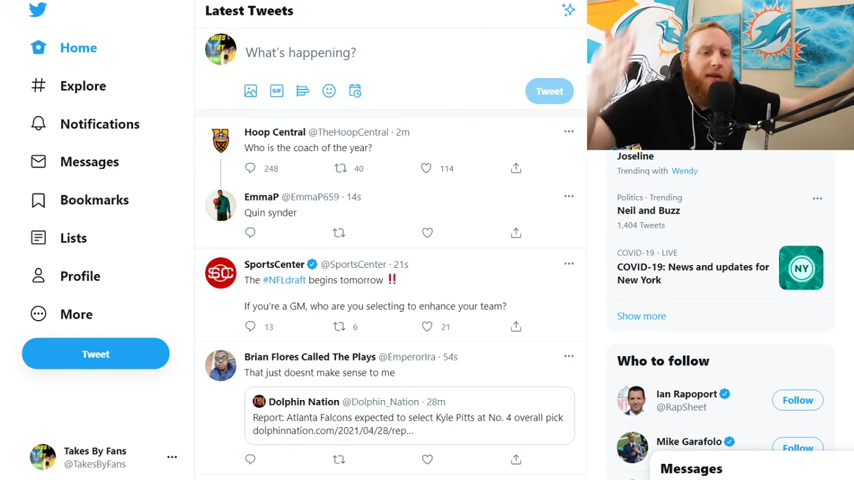 Latest Tweets
Home
What's happening?
Explore
GIF
Tweet
Notifications
Hoop Central @TheHoopCentral · 2m
Who is the coach of the year?
248 40 114
Messages
EmmaP @EmmaP659 · 14s
Quin synder
Bookmarks
Lists
SportsCenter @SportsCenter · 21s
The #NFLdraft begins tomorrow ‼️
If you're a GM, who are you selecting to enhance your team?
13 6 21
Profile
More
Tweet
Brian Flores Called The Plays @EmperorIra · 54s
That just doesnt make sense to me
Dolphin Nation @Dolphin_Nation · 28m
Report: Atlanta Falcons expected to select Kyle Pitts at No. 4 overall pick
dolphinnation.com/2021/04/28/rep...
Takes By Fans
@TakesByFans
Joseline
Trending with Wendy
Politics · Trending
Neil and Buzz
1,404 Tweets
COVID-19 · LIVE
COVID-19: News and updates for
New York
NY
Show more
Who to follow
Ian Rapoport
@RapSheet
Follow
Mike Garafolo
Follow
Messages